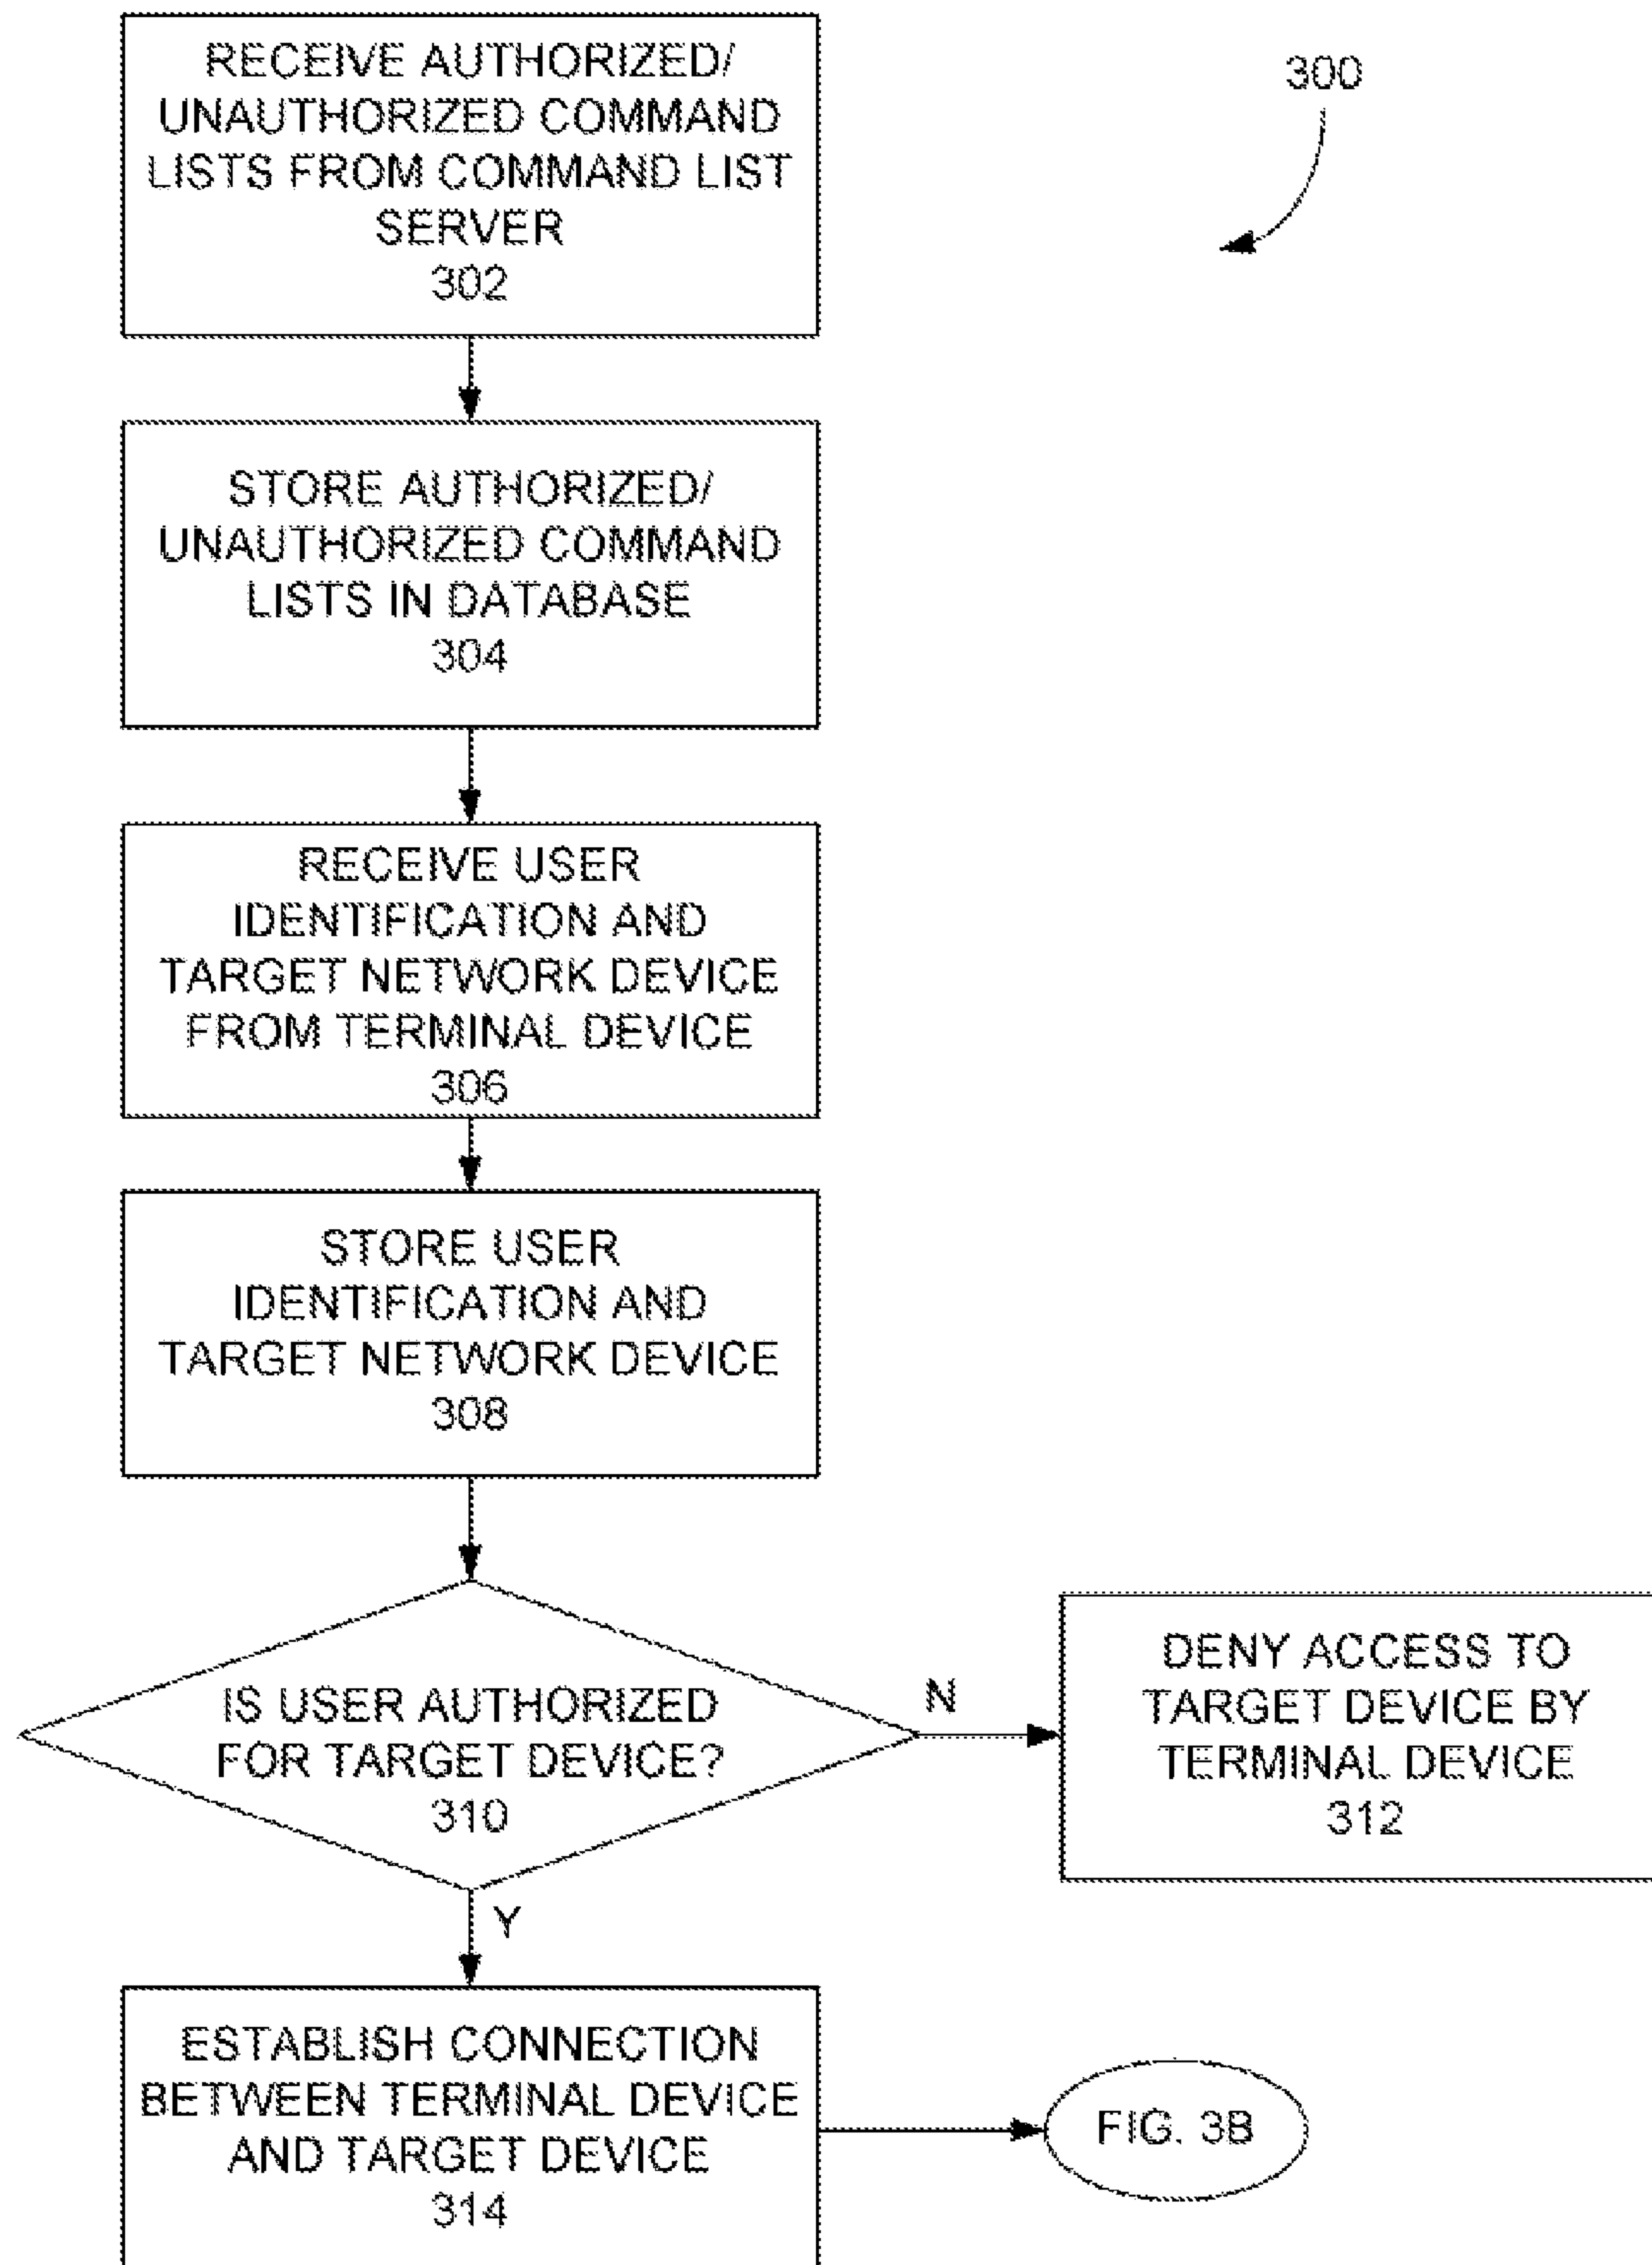 RECEIVE AUTHORIZED/
UNAUTHORIZED COMMAND
LISTS FROM COMMAND LIST
SERVER
302
300
STORE AUTHORIZED/
UNAUTHORIZED COMMAND
LISTS IN DATABASE
304
RECEIVE USER
IDENTIFICATION AND
TARGET NETWORK DEVICE
FROM TERMINAL DEVICE
306
STORE USER
IDENTIFICATION AND
TARGET NETWORK DEVICE
308
IS USER AUTHORIZED
FOR TARGET DEVICE?
310
N
DENY ACCESS TO
TARGET DEVICE BY
TERMINAL DEVICE
312
Y
ESTABLISH CONNECTION
BETWEEN TERMINAL DEVICE
AND TARGET DEVICE
314
FIG. 3B